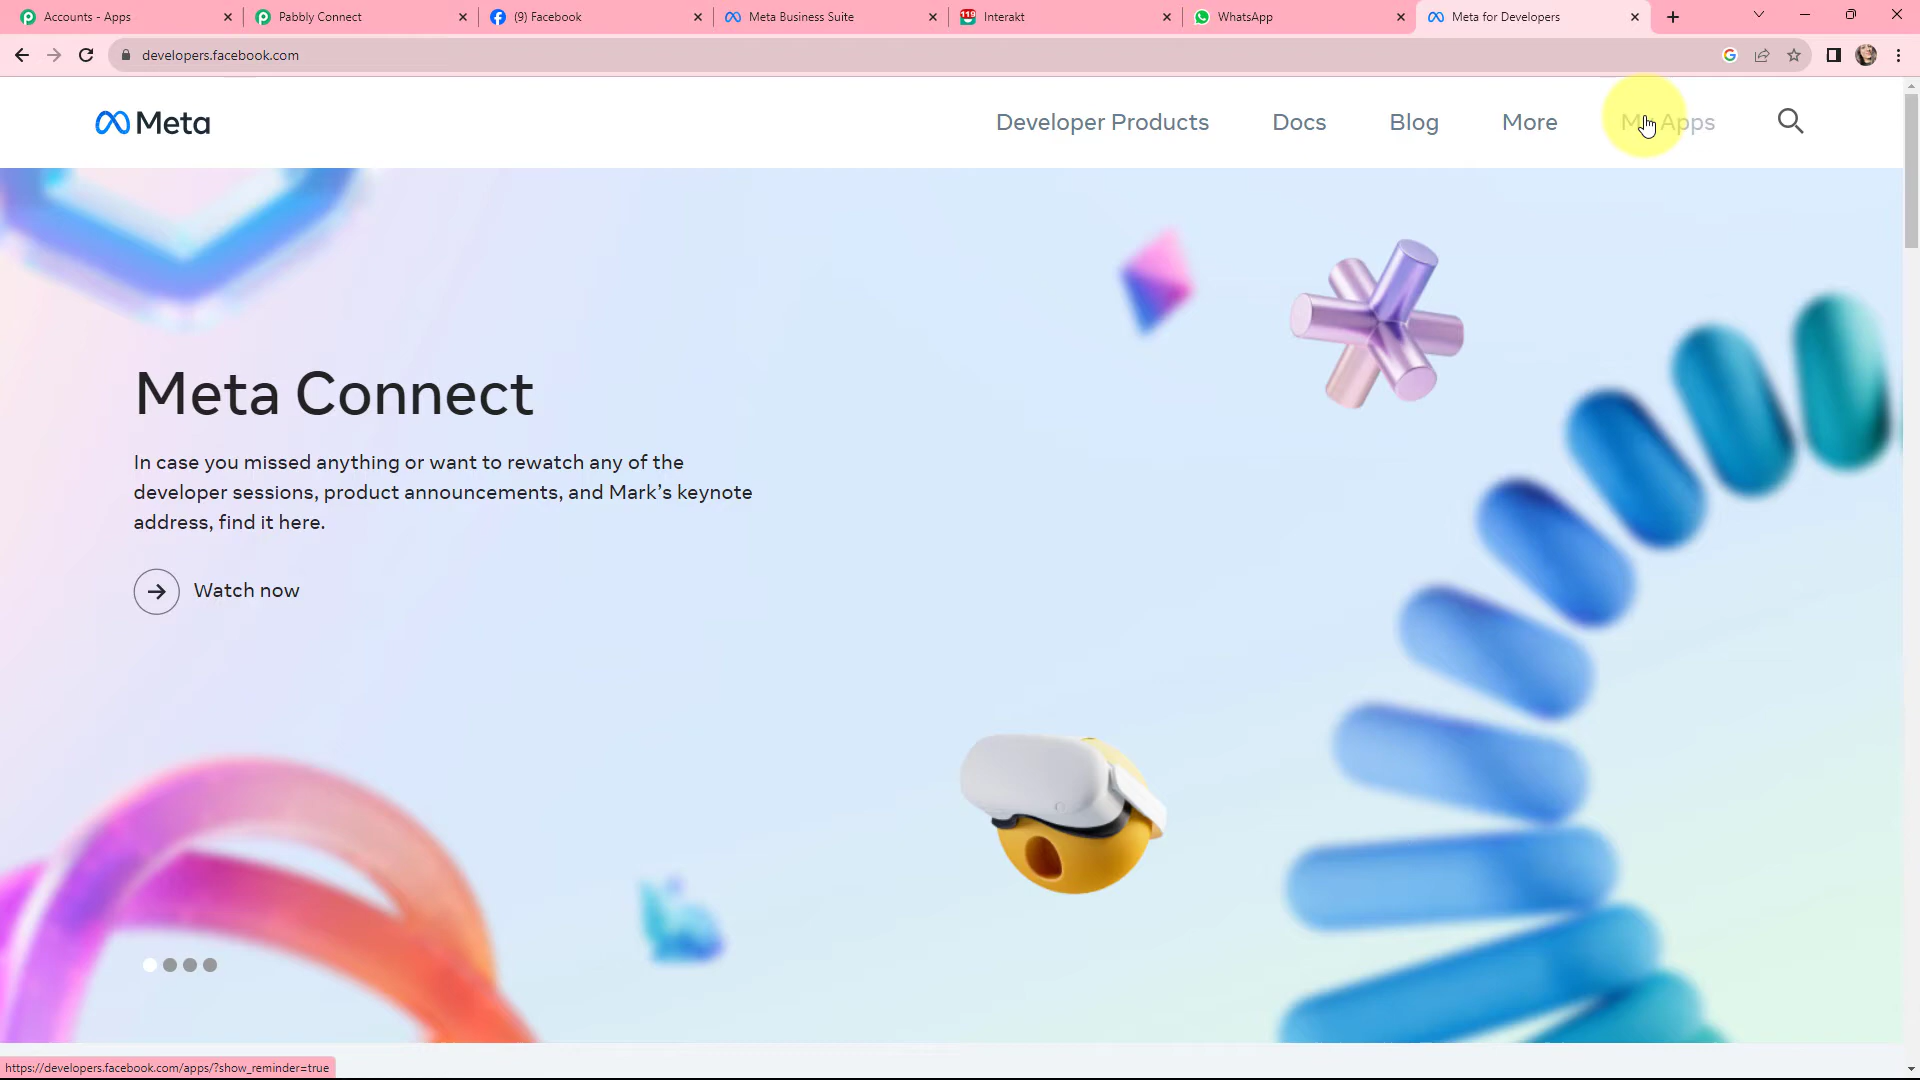 Accounts - Apps
Pabbly Connect
(9) Facebook
Meta Business Suite
119
Interakt
WhatsApp
Meta for Developers
developers.facebook.com
Meta
Developer Products
Docs
Blog
More
My Apps
Meta Connect
In case you missed anything or want to rewatch any of the
developer sessions, product announcements, and Mark’s keynote
address, find it here.
Watch now
https://developers.facebook.com/apps/?show_reminder=true